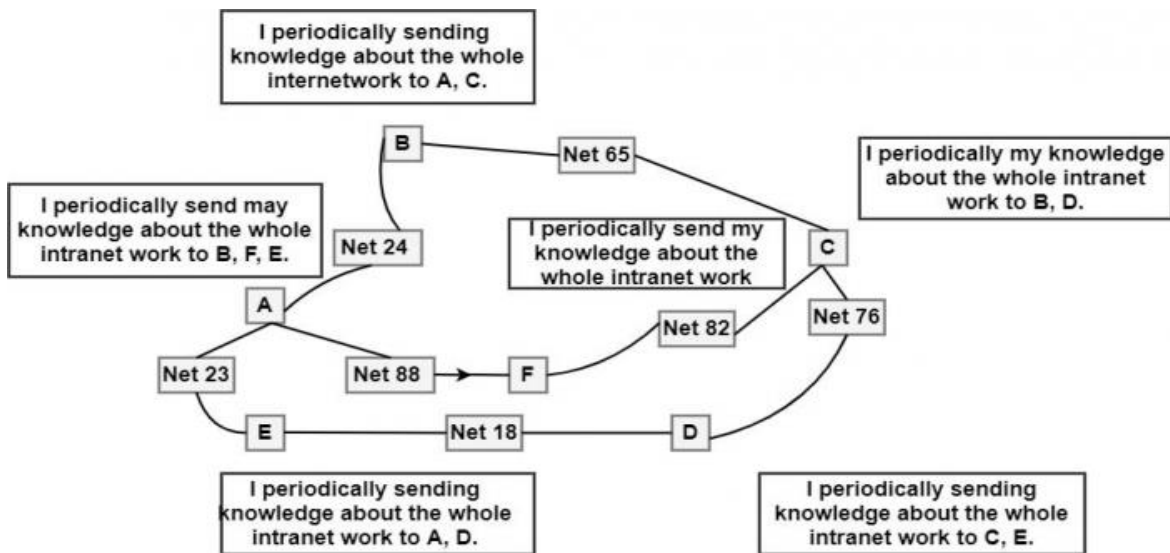 I periodically sending
knowledge about the whole
internetwork to A, C.
B
Net 65
I periodically my knowledge
about the whole intranet
work to B, D.
I periodically send may
knowledge about the whole
intranet work to B, F, E.
Net 24
I periodically send my
knowledge about the
whole intranet work
C
A
Net 82
Net 76
Net 23
Net 88
F
E
Net 18
D
I periodically sending
knowledge about the whole
intranet work to A, D.
I periodically sending
knowledge about the whole
intranet work to C, E.